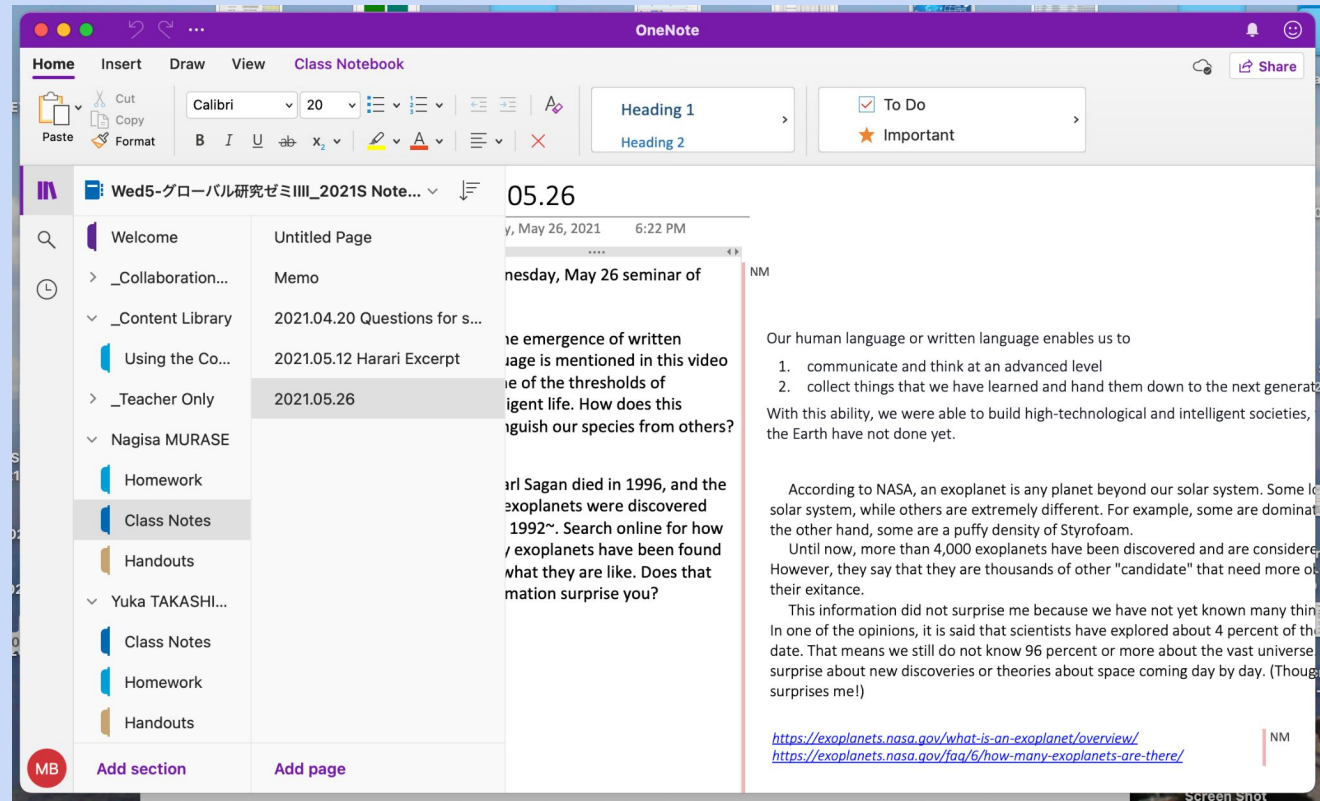 OneNote
Home Insert Draw View Class Notebook
Share
Paste
Cut
Copy
Format
Calibri 20
B I U ab x₂ A
Heading 1
Heading 2
To Do
Important
Wed5-グローバル研究ゼミIIII_2021S Note...
Welcome
_Collaboration...
_Content Library
Using the Co...
_Teacher Only
Nagisa MURASE
Homework
Class Notes
Handouts
Yuka TAKASHI...
Class Notes
Homework
Handouts
Add section
MB
Untitled Page
Memo
2021.04.20 Questions for s...
2021.05.12 Harari Excerpt
2021.05.26
Add page
05.26
y, May 26, 2021 6:22 PM
nesday, May 26 seminar of
ne emergence of written
uage is mentioned in this video
ne of the thresholds of
ligent life. How does this
nguish our species from others?
arl Sagan died in 1996, and the
exoplanets were discovered
1992~. Search online for how
y exoplanets have been found
what they are like. Does that
mation surprise you?
NM
Our human language or written language enables us to
1. communicate and think at an advanced level
2. collect things that we have learned and hand them down to the next generat
With this ability, we were able to build high-technological and intelligent societies,
the Earth have not done yet.
According to NASA, an exoplanet is any planet beyond our solar system. Some lo
solar system, while others are extremely different. For example, some are dominat
the other hand, some are a puffy density of Styrofoam.
Until now, more than 4,000 exoplanets have been discovered and are considere
However, they say that they are thousands of other "candidate" that need more ob
their exitance.
This information did not surprise me because we have not yet known many thin
In one of the opinions, it is said that scientists have explored about 4 percent of the
date. That means we still do not know 96 percent or more about the vast universe.
surprise about new discoveries or theories about space coming day by day. (Thoug
surprises me!)
https://exoplanets.nasa.gov/what-is-an-exoplanet/overview/
https://exoplanets.nasa.gov/faq/6/how-many-exoplanets-are-there/
NM
Screen Shot